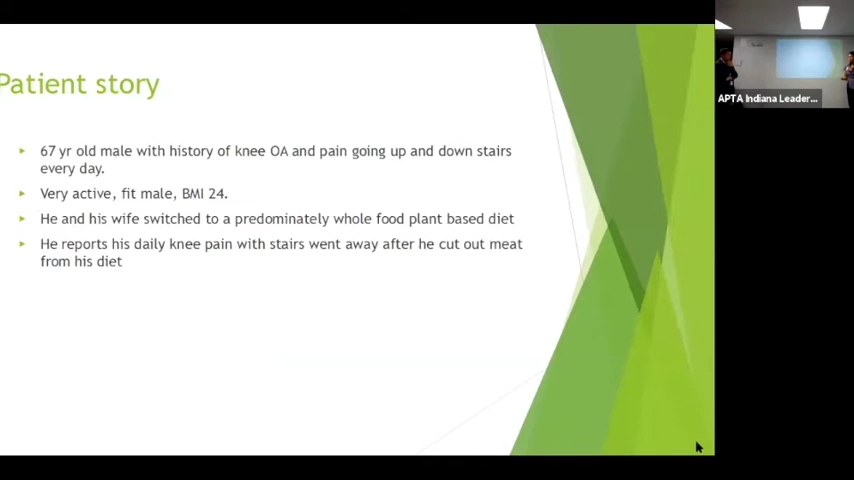 Patient story
67 yr old male with history of knee OA and pain going up and down stairs
every day.
Very active, fit male, BMI 24.
He and his wife switched to a predominately whole food plant based diet
He reports his daily knee pain with stairs went away after he cut out meat
from his diet
APTA Indiana Leader...